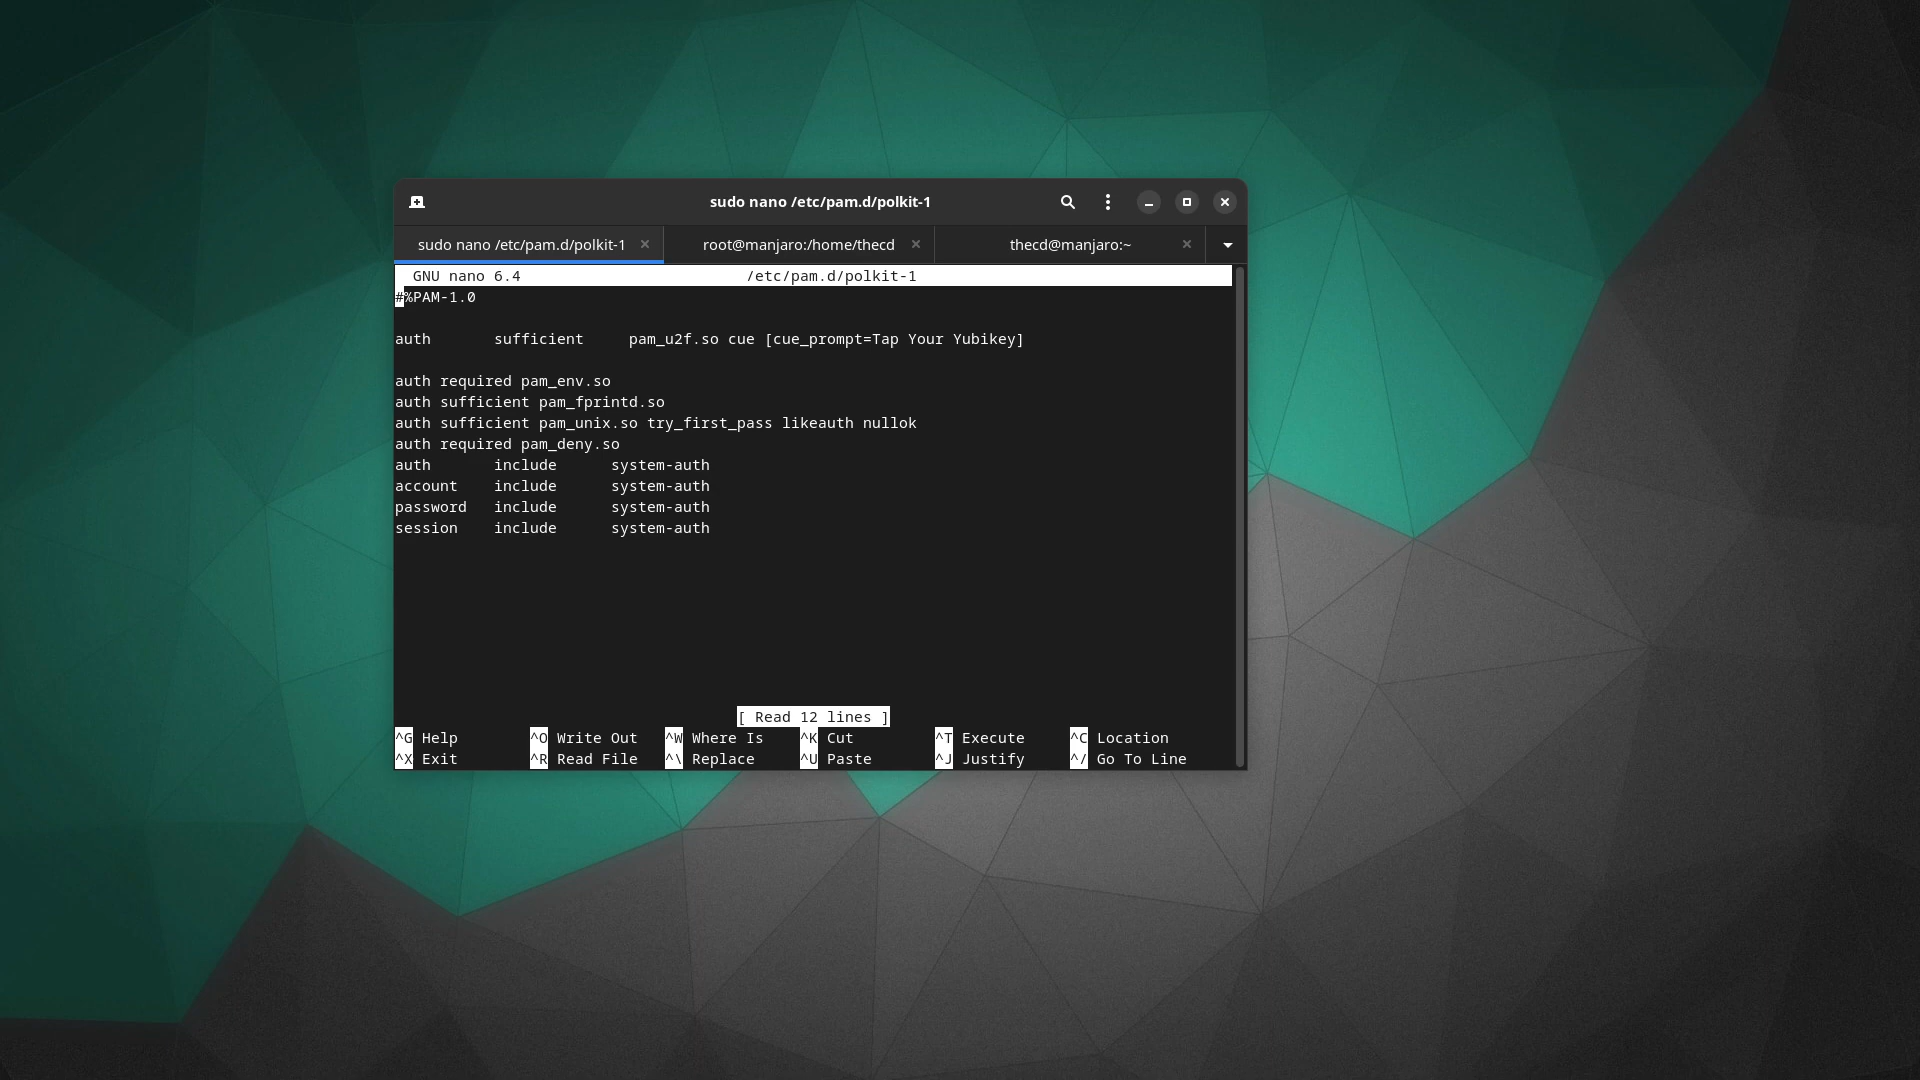 sudo nano /etc/pam.d/polkit-1
sudo nano /etc/pam.d/polkit-1 root@manjaro:/home/thecd thecd@manjaro:~
GNU nano 6.4 /etc/pam.d/polkit-1
#%PAM-1.0
auth sufficient pam_u2f.so cue [cue_prompt=Tap Your Yubikey]
auth required pam_env.so
auth sufficient pam_fprintd.so
auth sufficient pam_unix.so try_first_pass likeauth nullok
auth required pam_deny.so
auth include system-auth
account include system-auth
password include system-auth
session include system-auth
[ Read 12 lines ]
^G Help ^O Write Out ^W Where Is ^K Cut ^T Execute ^C Location
^X Exit ^R Read File ^\ Replace ^U Paste ^J Justify ^/ Go To Line